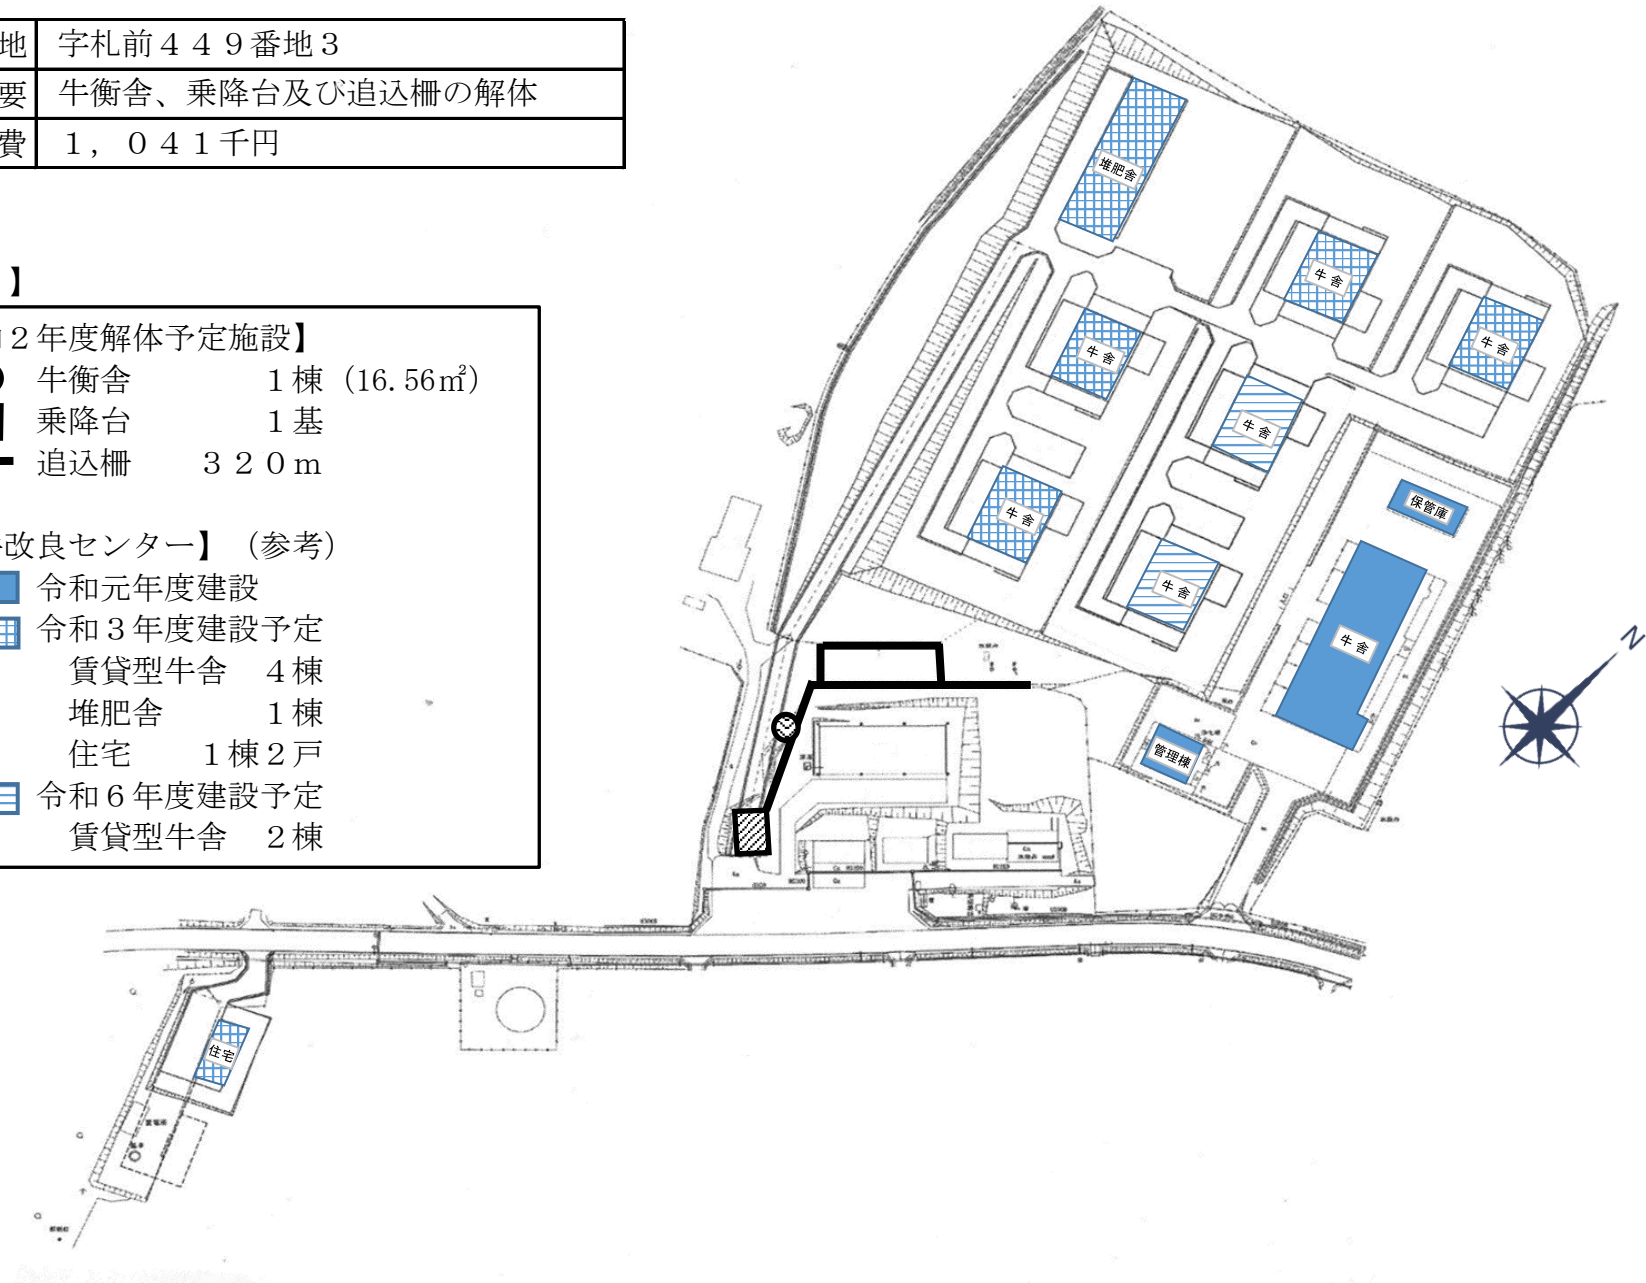 地 字札前４４９番地３
要 牛衡舎、乗降台及び追込柵の解体
費 １，０４１千円
】
２年度解体予定施設】
牛衡舎 １棟（16.56㎡）
乗降台 １基
追込柵 ３２０ｍ
改良センター】（参考）
令和元年度建設
令和３年度建設予定
賃貸型牛舎 ４棟
堆肥舎 １棟
住宅 １棟２戸
令和６年度建設予定
賃貸型牛舎 ２棟
堆肥舎
牛舎
牛舎
牛舎
牛舎
牛舎
牛舎
保管庫
牛舎
管理棟
住宅
N